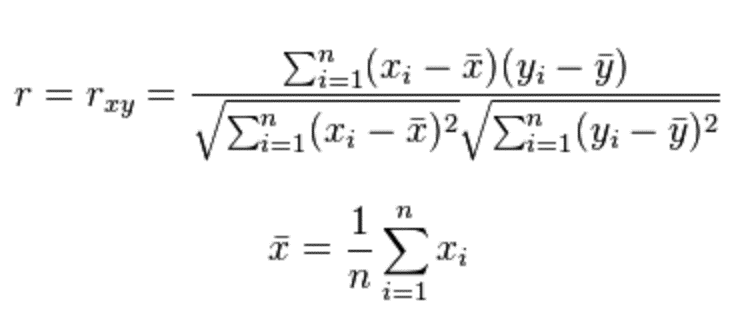 r = r_{xy} = \frac{\sum_{i=1}^{n}(x_i - \bar{x})(y_i - \bar{y})}{\sqrt{\sum_{i=1}^{n}(x_i - \bar{x})^2}\sqrt{\sum_{i=1}^{n}(y_i - \bar{y})^2}}
\bar{x} = \frac{1}{n}\sum_{i=1}^{n} x_i